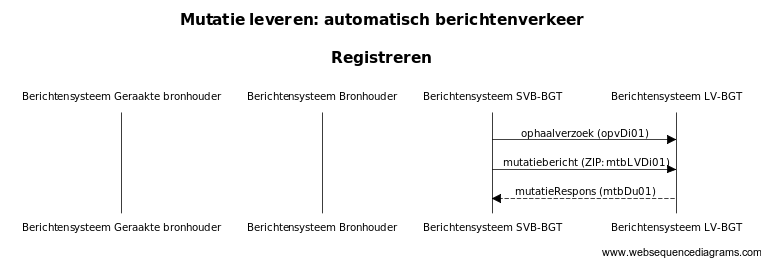 Mutatie leveren: automatisch berichtenverkeer
Registreren
Berichtensysteem Geraakte bronhouder Berichtensysteem Bronhouder Berichtensysteem SVB-BGT Berichtensysteem LV-BGT
ophaalverzoek (opvDi01)
mutatiebericht (ZIP: mtbLVDi01)
mutatieRespons (mtbDu01)
Berichtensysteem Geraakte bronhouder Berichtensysteem Bronhouder Berichtensysteem SVB-BGT Berichtensysteem LV-BGT
www.websequencediagrams.com